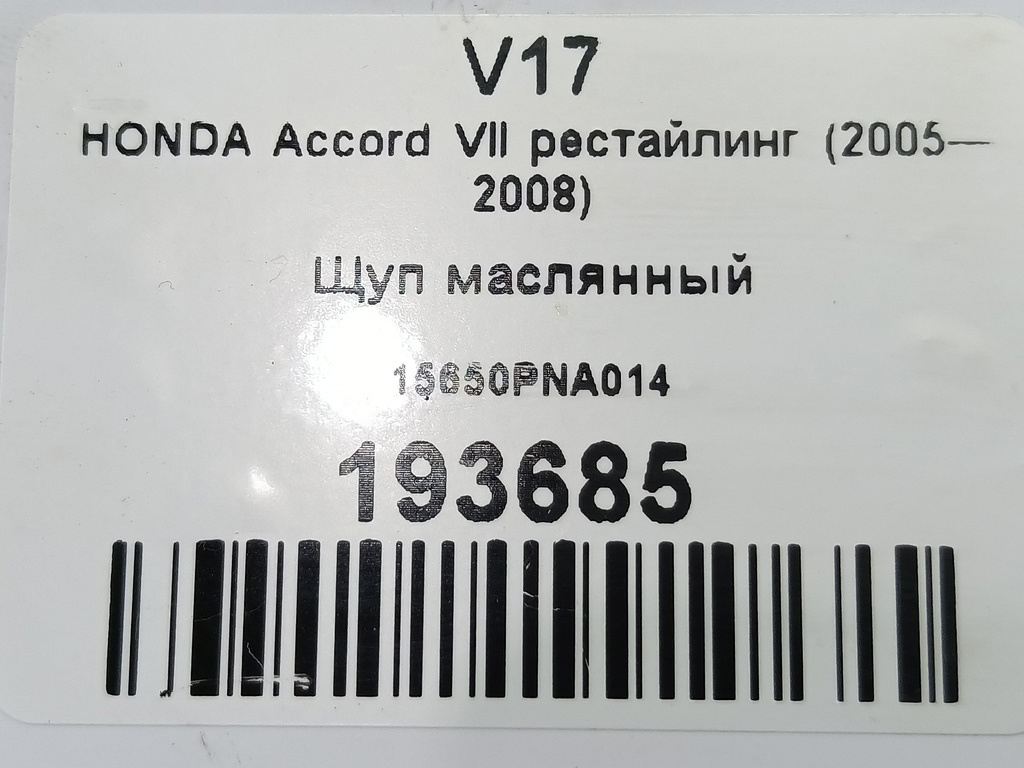 V17
HONDA Accord VII рестайлинг (2005—
2008)
Щуп маслянный
15650PNA014
193685